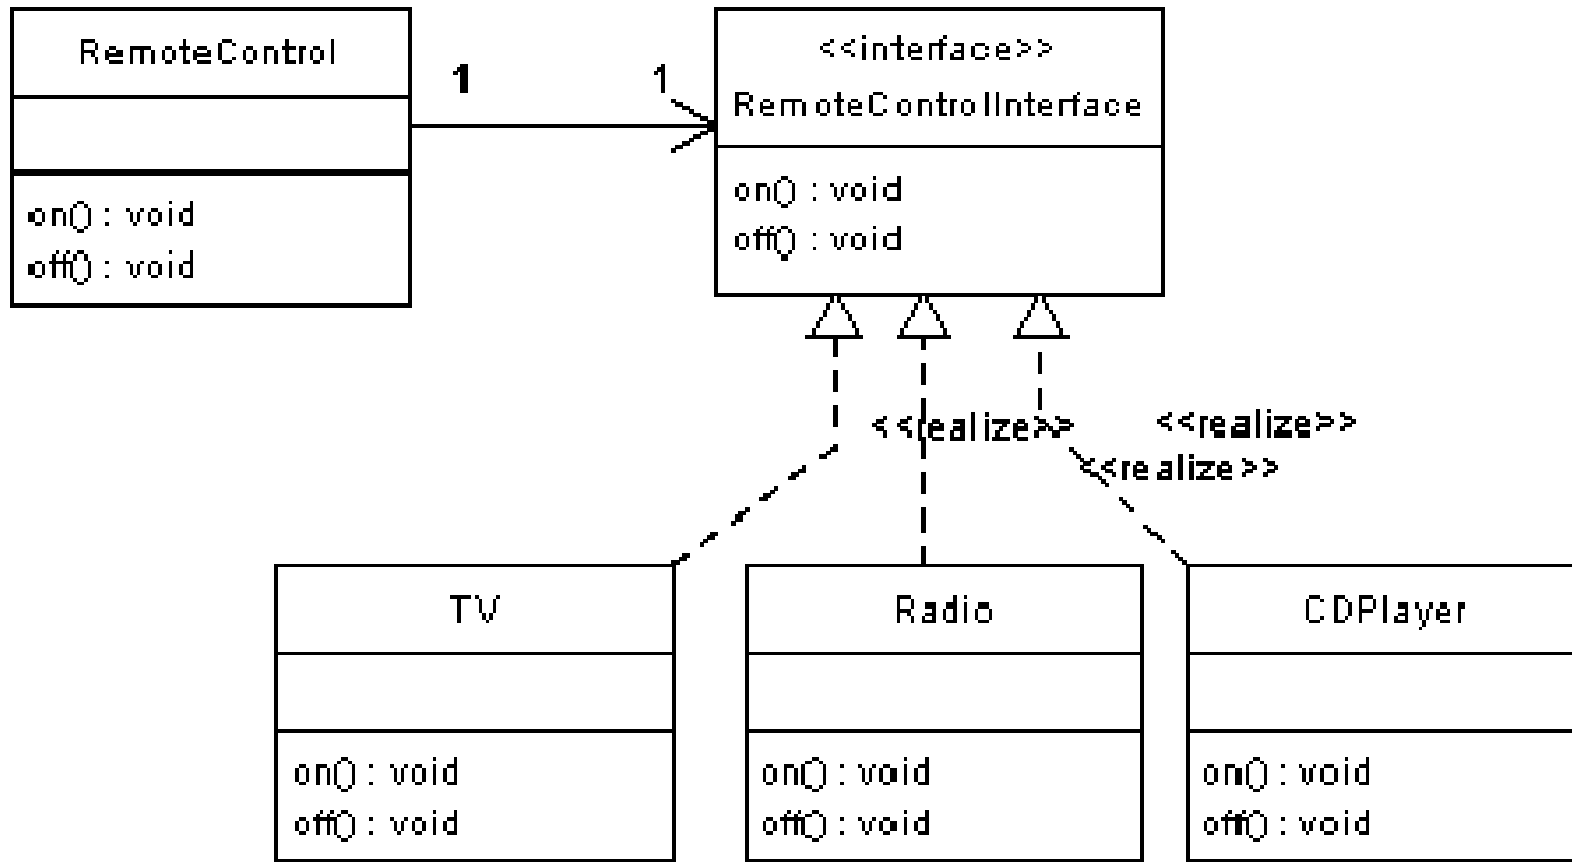 RemoteControl
on() : void
off() : void
1
1
<<interface>>
RemoteControlInterface
on() : void
off() : void
<<realize>>
<<realize>>
<<realize>>
TV
on() : void
off() : void
Radio
on() : void
off() : void
CDPlayer
on() : void
off() : void